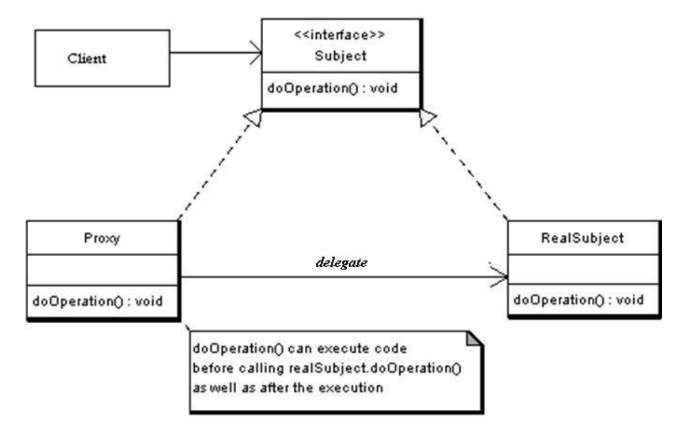 Client
<<interface>>
Subject
doOperation() : void
Proxy
doOperation() : void
delegate
RealSubject
doOperation() : void
doOperation() can execute code
before calling realSubject.doOperation()
as well as after the execution